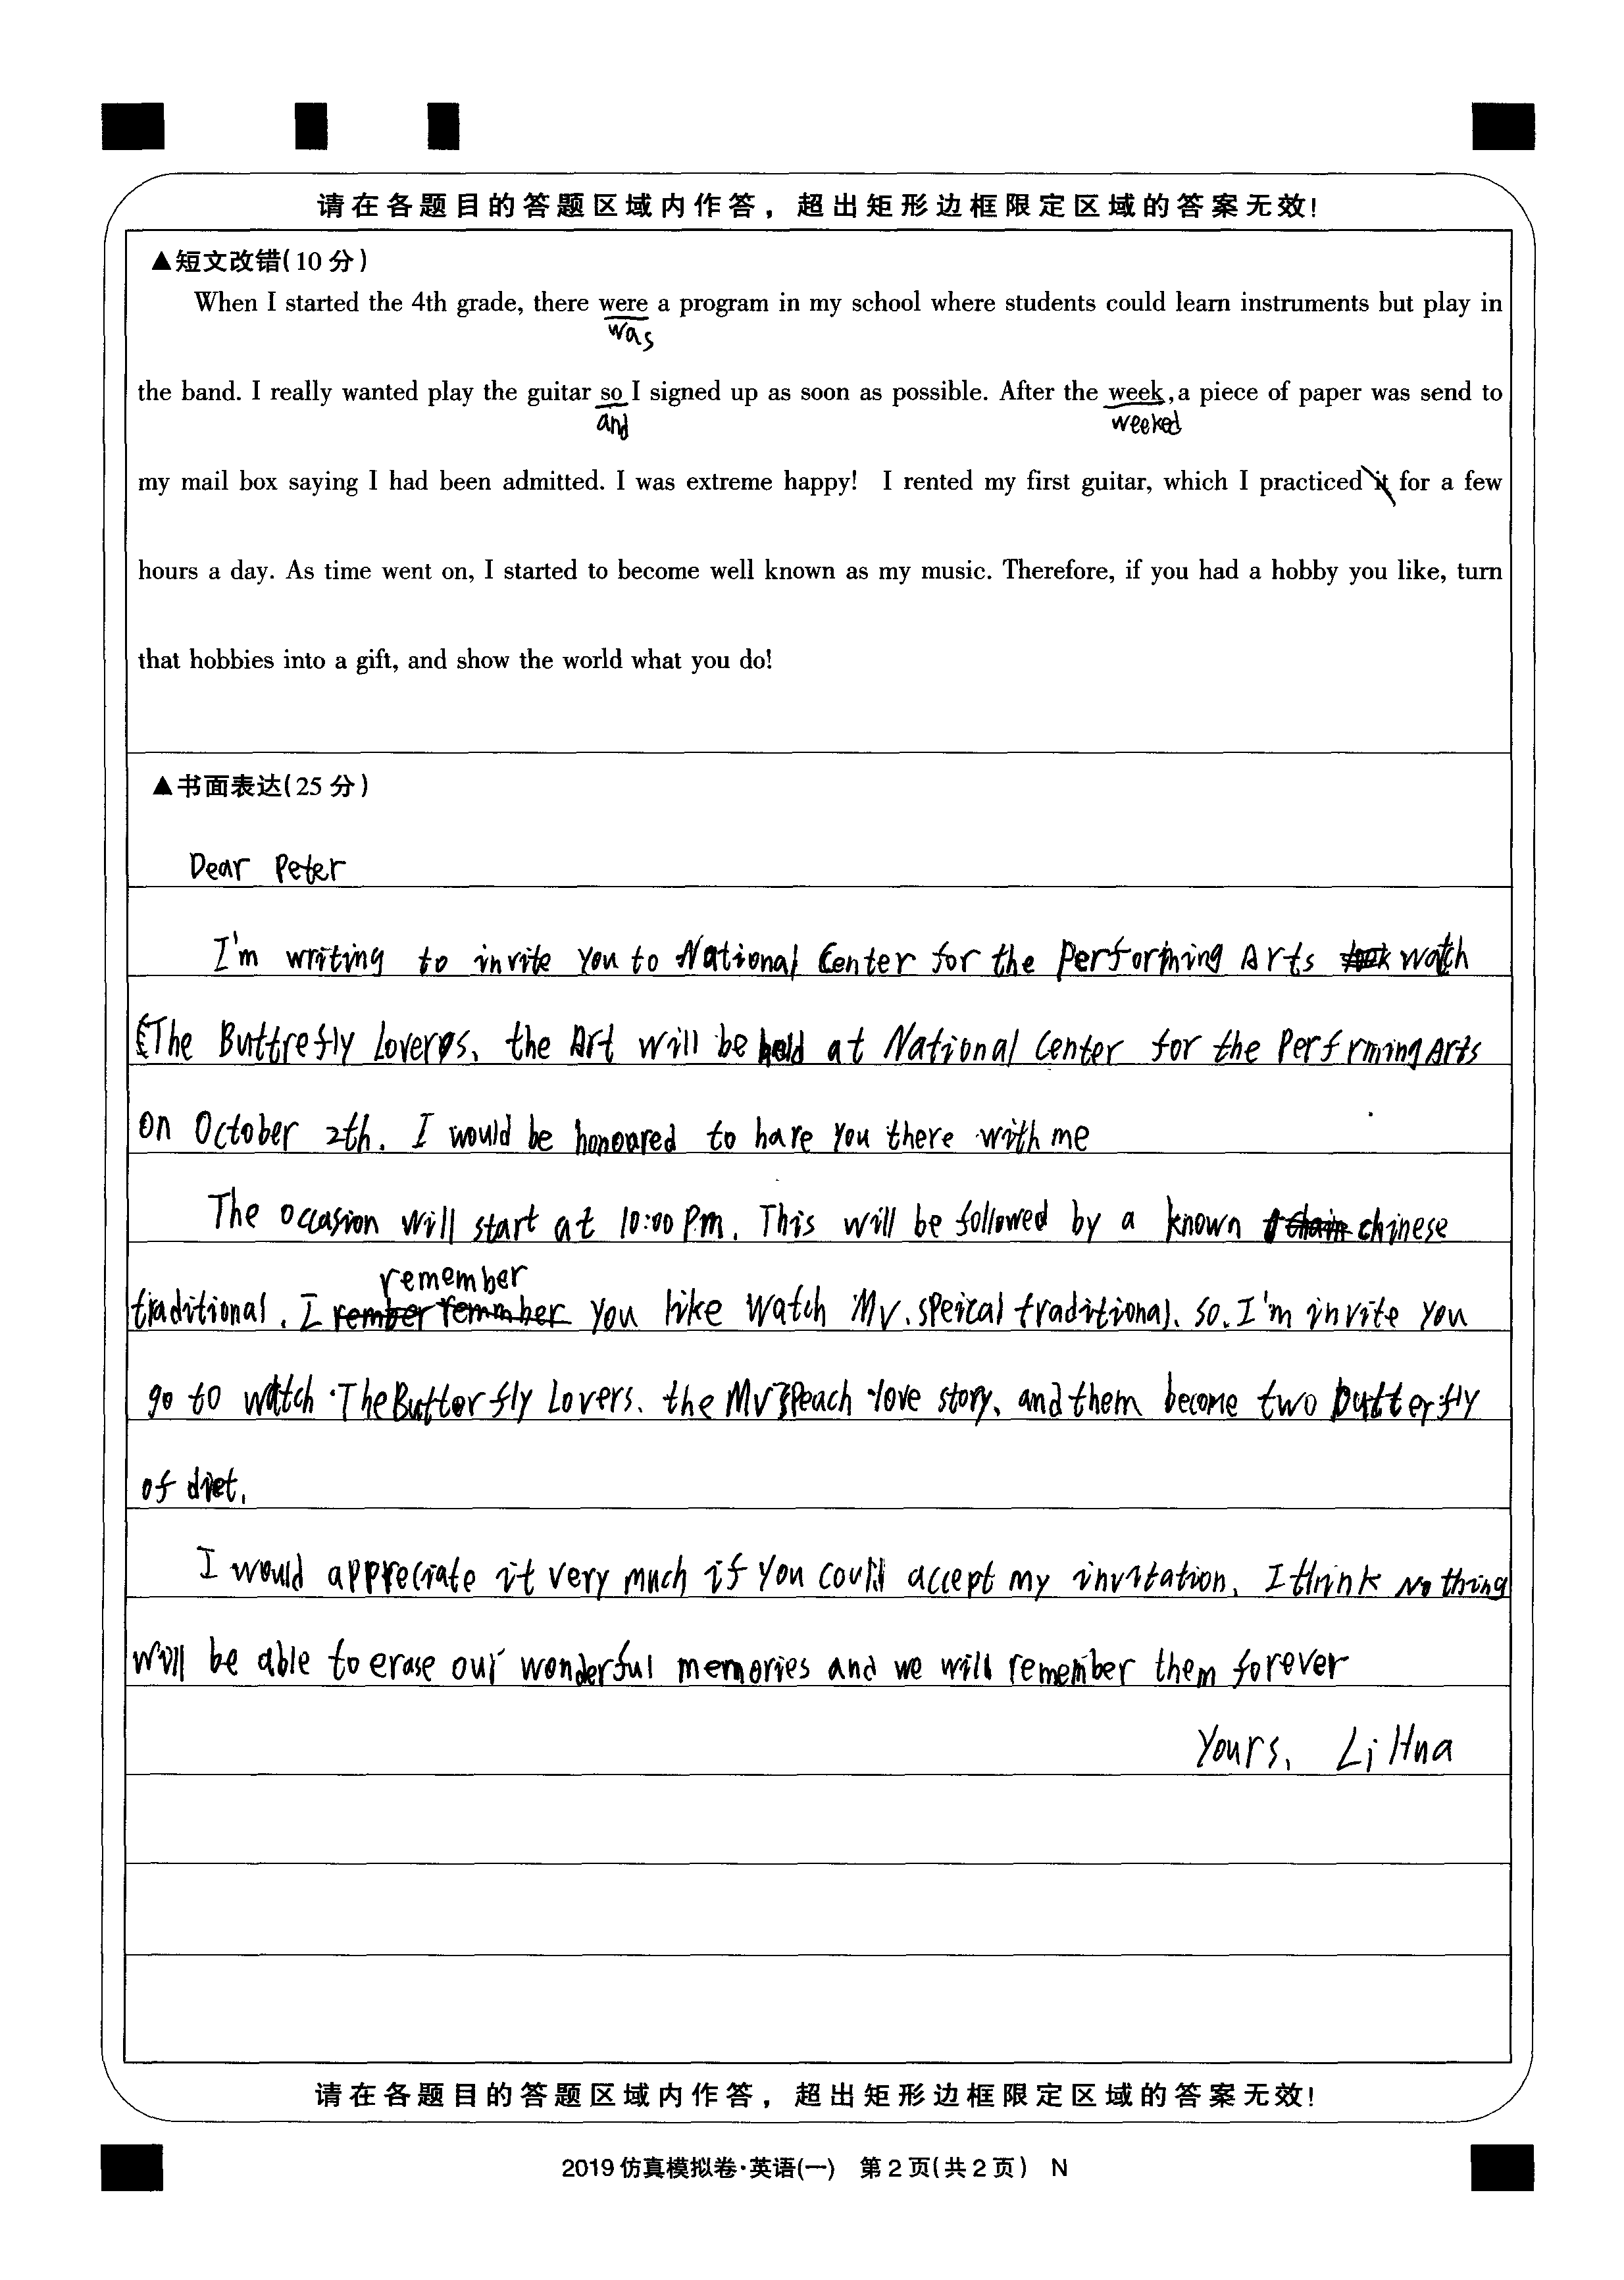 请在各题目的答题区域内作答，超出矩形边框限定区域的答案无效!
▲短文改错(10分)
When I started the 4th grade, there were a program in my school where students could learn instruments but play in
was
the band. I really wanted play the guitar so I signed up as soon as possible. After the week,a piece of paper was send to
and weeked
my mail box saying I had been admitted. I was extreme happy! I rented my first guitar, which I practiced it for a few
hours a day. As time went on, I started to become well known as my music. Therefore, if you had a hobby you like, turn
that hobbies into a gift, and show the world what you do!
▲书面表达(25分)
Dear Peter
I'm writing to invite you to National Center for the Performing Arts watch
The Buttrefly Lovers, the Art will be held at National Center for the Perfrming Arts
on October 2th. I would be honoured to have you there with me
The occasion will start at 10:00 P.m. This will be followed by a known chinese
remember
traditional. I you like watch MV. speical traditional. so. I'm invite you
go to watch The Butterfly Lovers. the MV speach love story, and them become two butterfly
of diet.
I would appreciate it very much if you could accept my invitation. I think No thing
will be able to erase our wonderful memories and we will remember them forever
Yours, Li Hua
请在各题目的答题区域内作答，超出矩形边框限定区域的答案无效!
2019仿真模拟卷·英语(一) 第2页(共2页) N